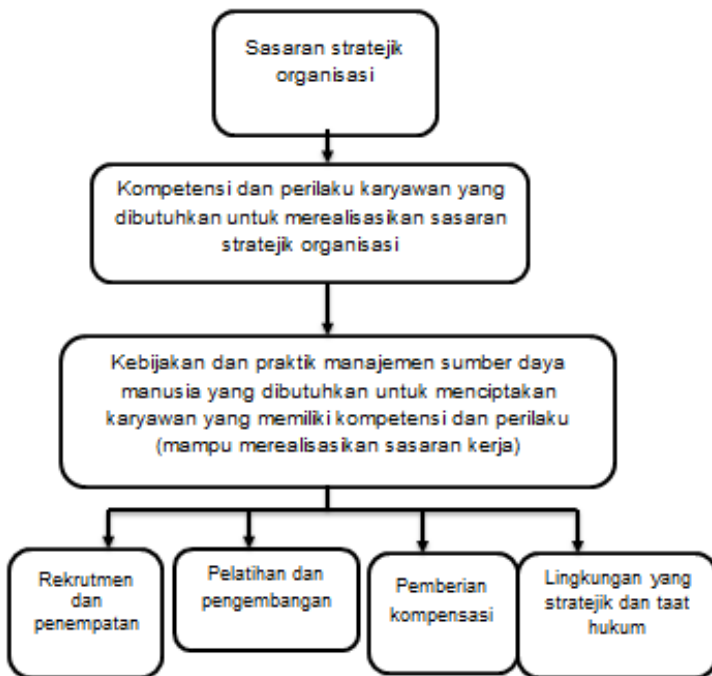 Sasaran stratejik
organisasi
Kompetensi dan perilaku karyawan yang
dibutuhkan untuk merealisasikan sasaran
stratejik organisasi
Kebijakan dan praktik manajemen sumber daya
manusia yang dibutuhkan untuk menciptakan
karyawan yang memiliki kompetensi dan perilaku
(mampu merealisasikan sasaran kerja)
Rekrutmen
dan
penempatan
Pelatihan dan
pengembangan
Pemberian
kompensasi
Lingkungan yang
stratejik dan taat
hukum